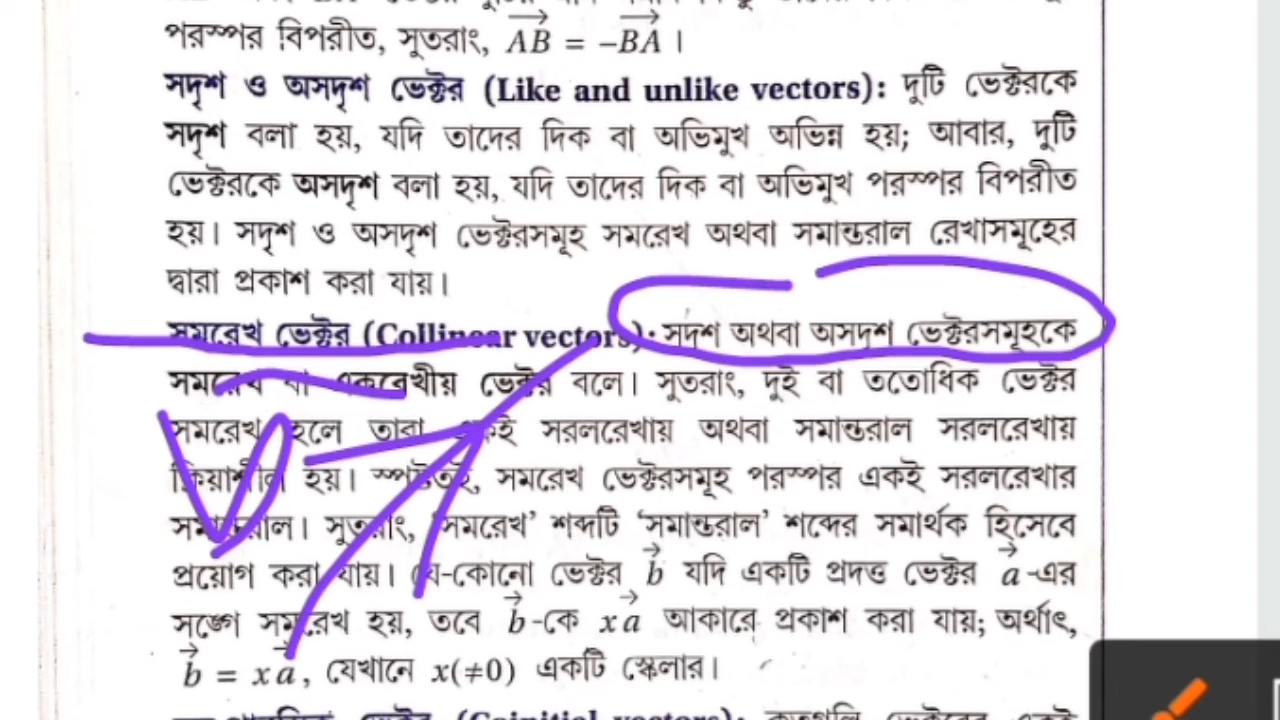 পরস্পর বিপরীত, সুতরাং, AB = –BA ।
সদৃশ ও অসদৃশ ভেক্টর (Like and unlike vectors): দুটি ভেক্টরকে
সদৃশ বলা হয়, যদি তাদের দিক বা অভিমুখ অভিন্ন হয়; আবার, দুটি
ভেক্টরকে অসদৃশ বলা হয়, যদি তাদের দিক বা অভিমুখ পরস্পর বিপরীত
হয়। সদৃশ ও অসদৃশ ভেক্টরসমূহ সমরেখ অথবা সমান্তরাল রেখাসমূহের
দ্বারা প্রকাশ করা যায়।
সমরেখ ভেক্টর (Collinear vectors): সদৃশ অথবা অসদৃশ ভেক্টরসমূহকে
সমরেখ বা একরেখীয় ভেক্টর বলে। সুতরাং, দুই বা ততোধিক ভেক্টর
সমরেখ হলে তারা একই সরলরেখায় অথবা সমান্তরাল সরলরেখায়
ক্রিয়াশীল হয়। স্পষ্টতই, সমরেখ ভেক্টরসমূহ পরস্পর একই সরলরেখার
সমান্তরাল। সুতরাং, 'সমরেখ' শব্দটি 'সমান্তরাল' শব্দের সমার্থক হিসেবে
প্রয়োগ করা যায়। যে-কোনো ভেক্টর b⃗ যদি একটি প্রদত্ত ভেক্টর a⃗-এর
সঙ্গে সমরেখ হয়, তবে b⃗-কে xa⃗ আকারে প্রকাশ করা যায়; অর্থাৎ,
b⃗ = xa⃗, যেখানে x(≠0) একটি স্কেলার।
(Coinitial vectors):